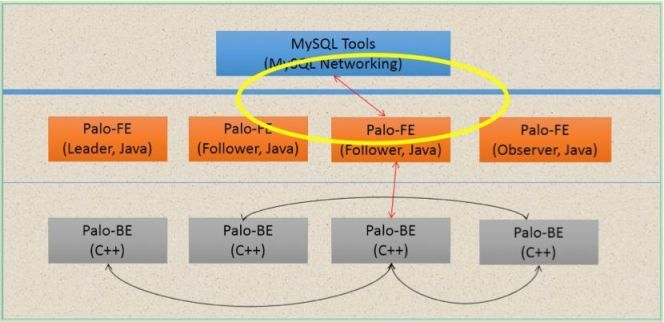 MySQL Tools
(MySQL Networking)
Palo-FE
(Leader, Java)
Palo-FE
(Follower, Java)
Palo-FE
(Follower, Java)
Palo-FE
(Observer, Java)
Palo-BE
(C++)
Palo-BE
(C++)
Palo-BE
(C++)
Palo-BE
(C++)